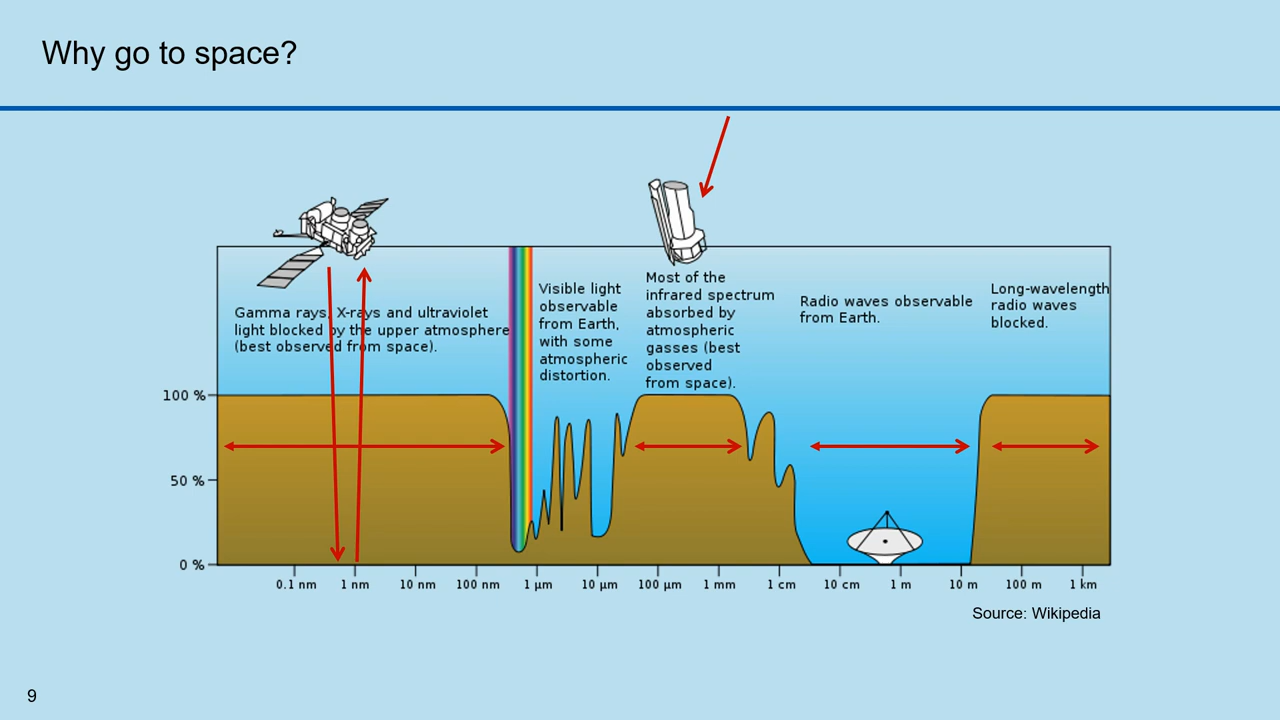 Why go to space?
Gamma rays, X-rays and ultraviolet
light blocked by the upper atmosphere
(best observed from space).
Visible light
observable
from Earth,
with some
atmospheric
distortion.
Most of the
infrared spectrum
absorbed by
atmospheric
gasses (best
observed
from space).
Radio waves observable
from Earth.
Long-wavelength
radio waves
blocked.
100 %
50 %
0 %
0.1 nm 1 nm 10 nm 100 nm 1 μm 10 μm 100 μm 1 mm 1 cm 10 cm 1 m 10 m 100 m 1 km
Source: Wikipedia
9